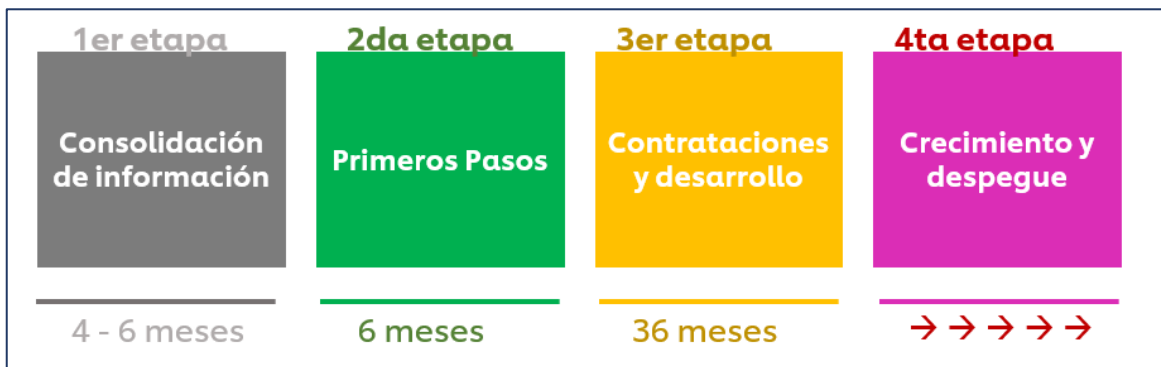 1er etapa
2da etapa
3er etapa
4ta etapa
Consolidación
de información
Primeros Pasos
Contrataciones
y desarrollo
Crecimiento y
despegue
4 - 6 meses
6 meses
36 meses
→ → → → →